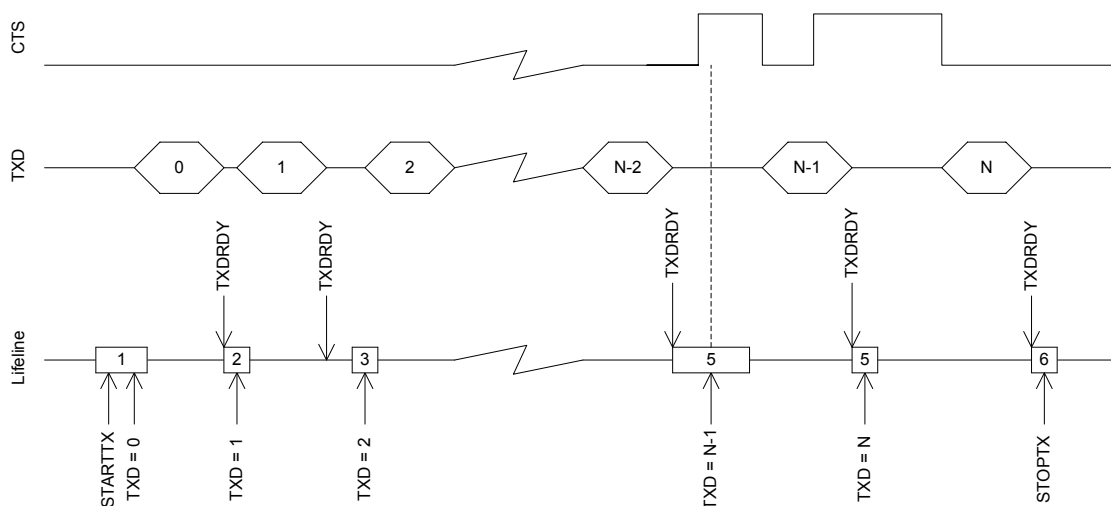 CTS
TXD
0
1
2
N-2
N-1
N
TXDRDY
TXDRDY
TXDRDY
TXDRDY
TXDRDY
Lifeline
1
2
3
5
5
6
STARTTX
TXD = 0
TXD = 1
TXD = 2
TXD = N-1
TXD = N
STOPTX